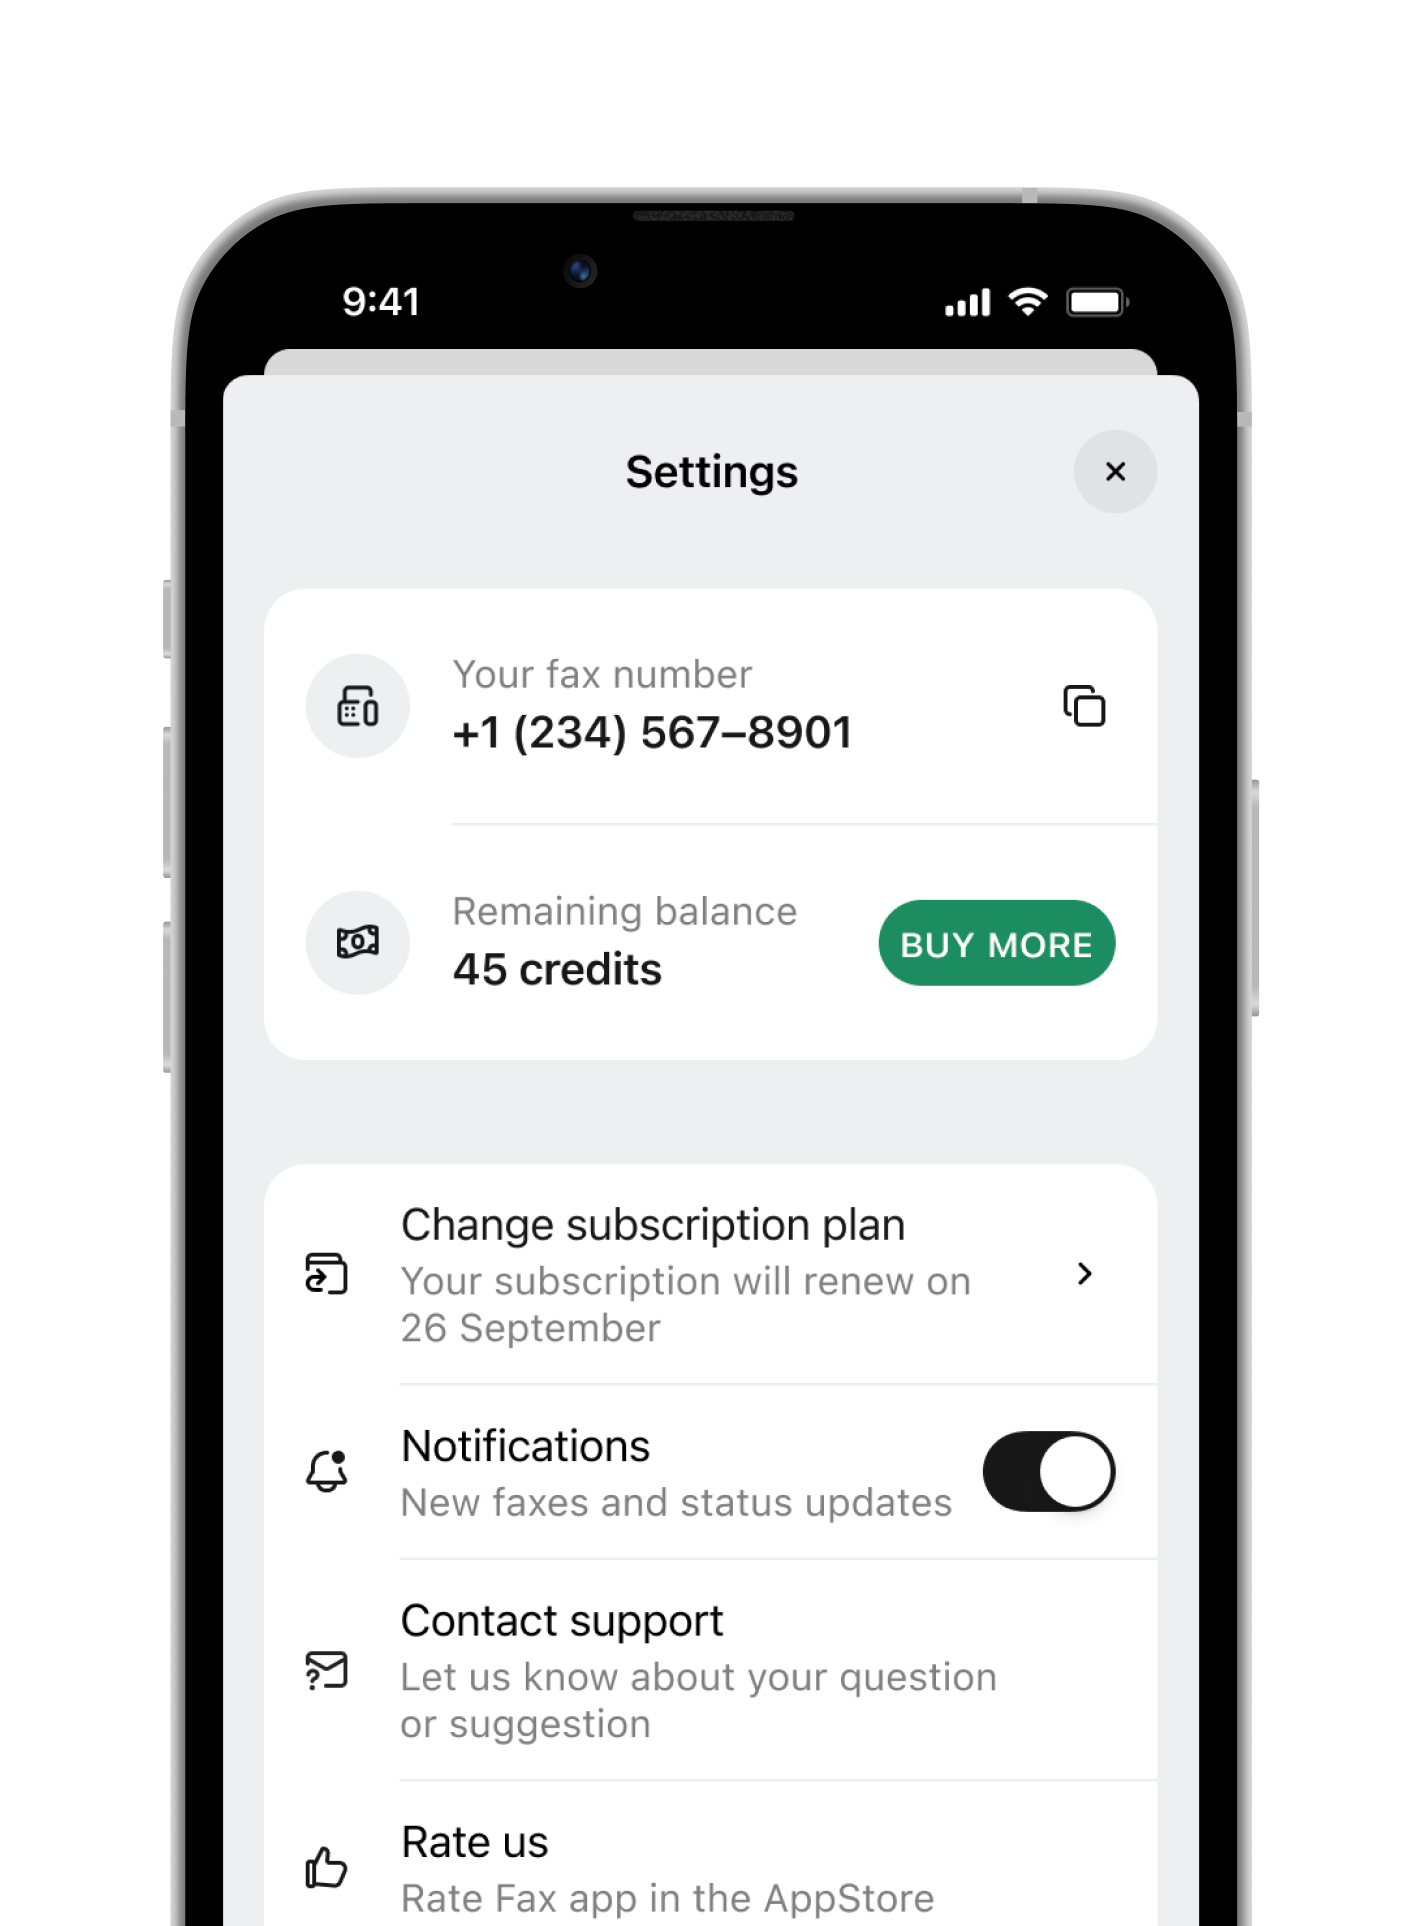 9:41
Settings
Your fax number
+1 (234) 567–8901
Remaining balance
45 credits
BUY MORE
Change subscription plan
Your subscription will renew on
26 September
Notifications
New faxes and status updates
Contact support
Let us know about your question
or suggestion
Rate us
Rate Fax app in the AppStore